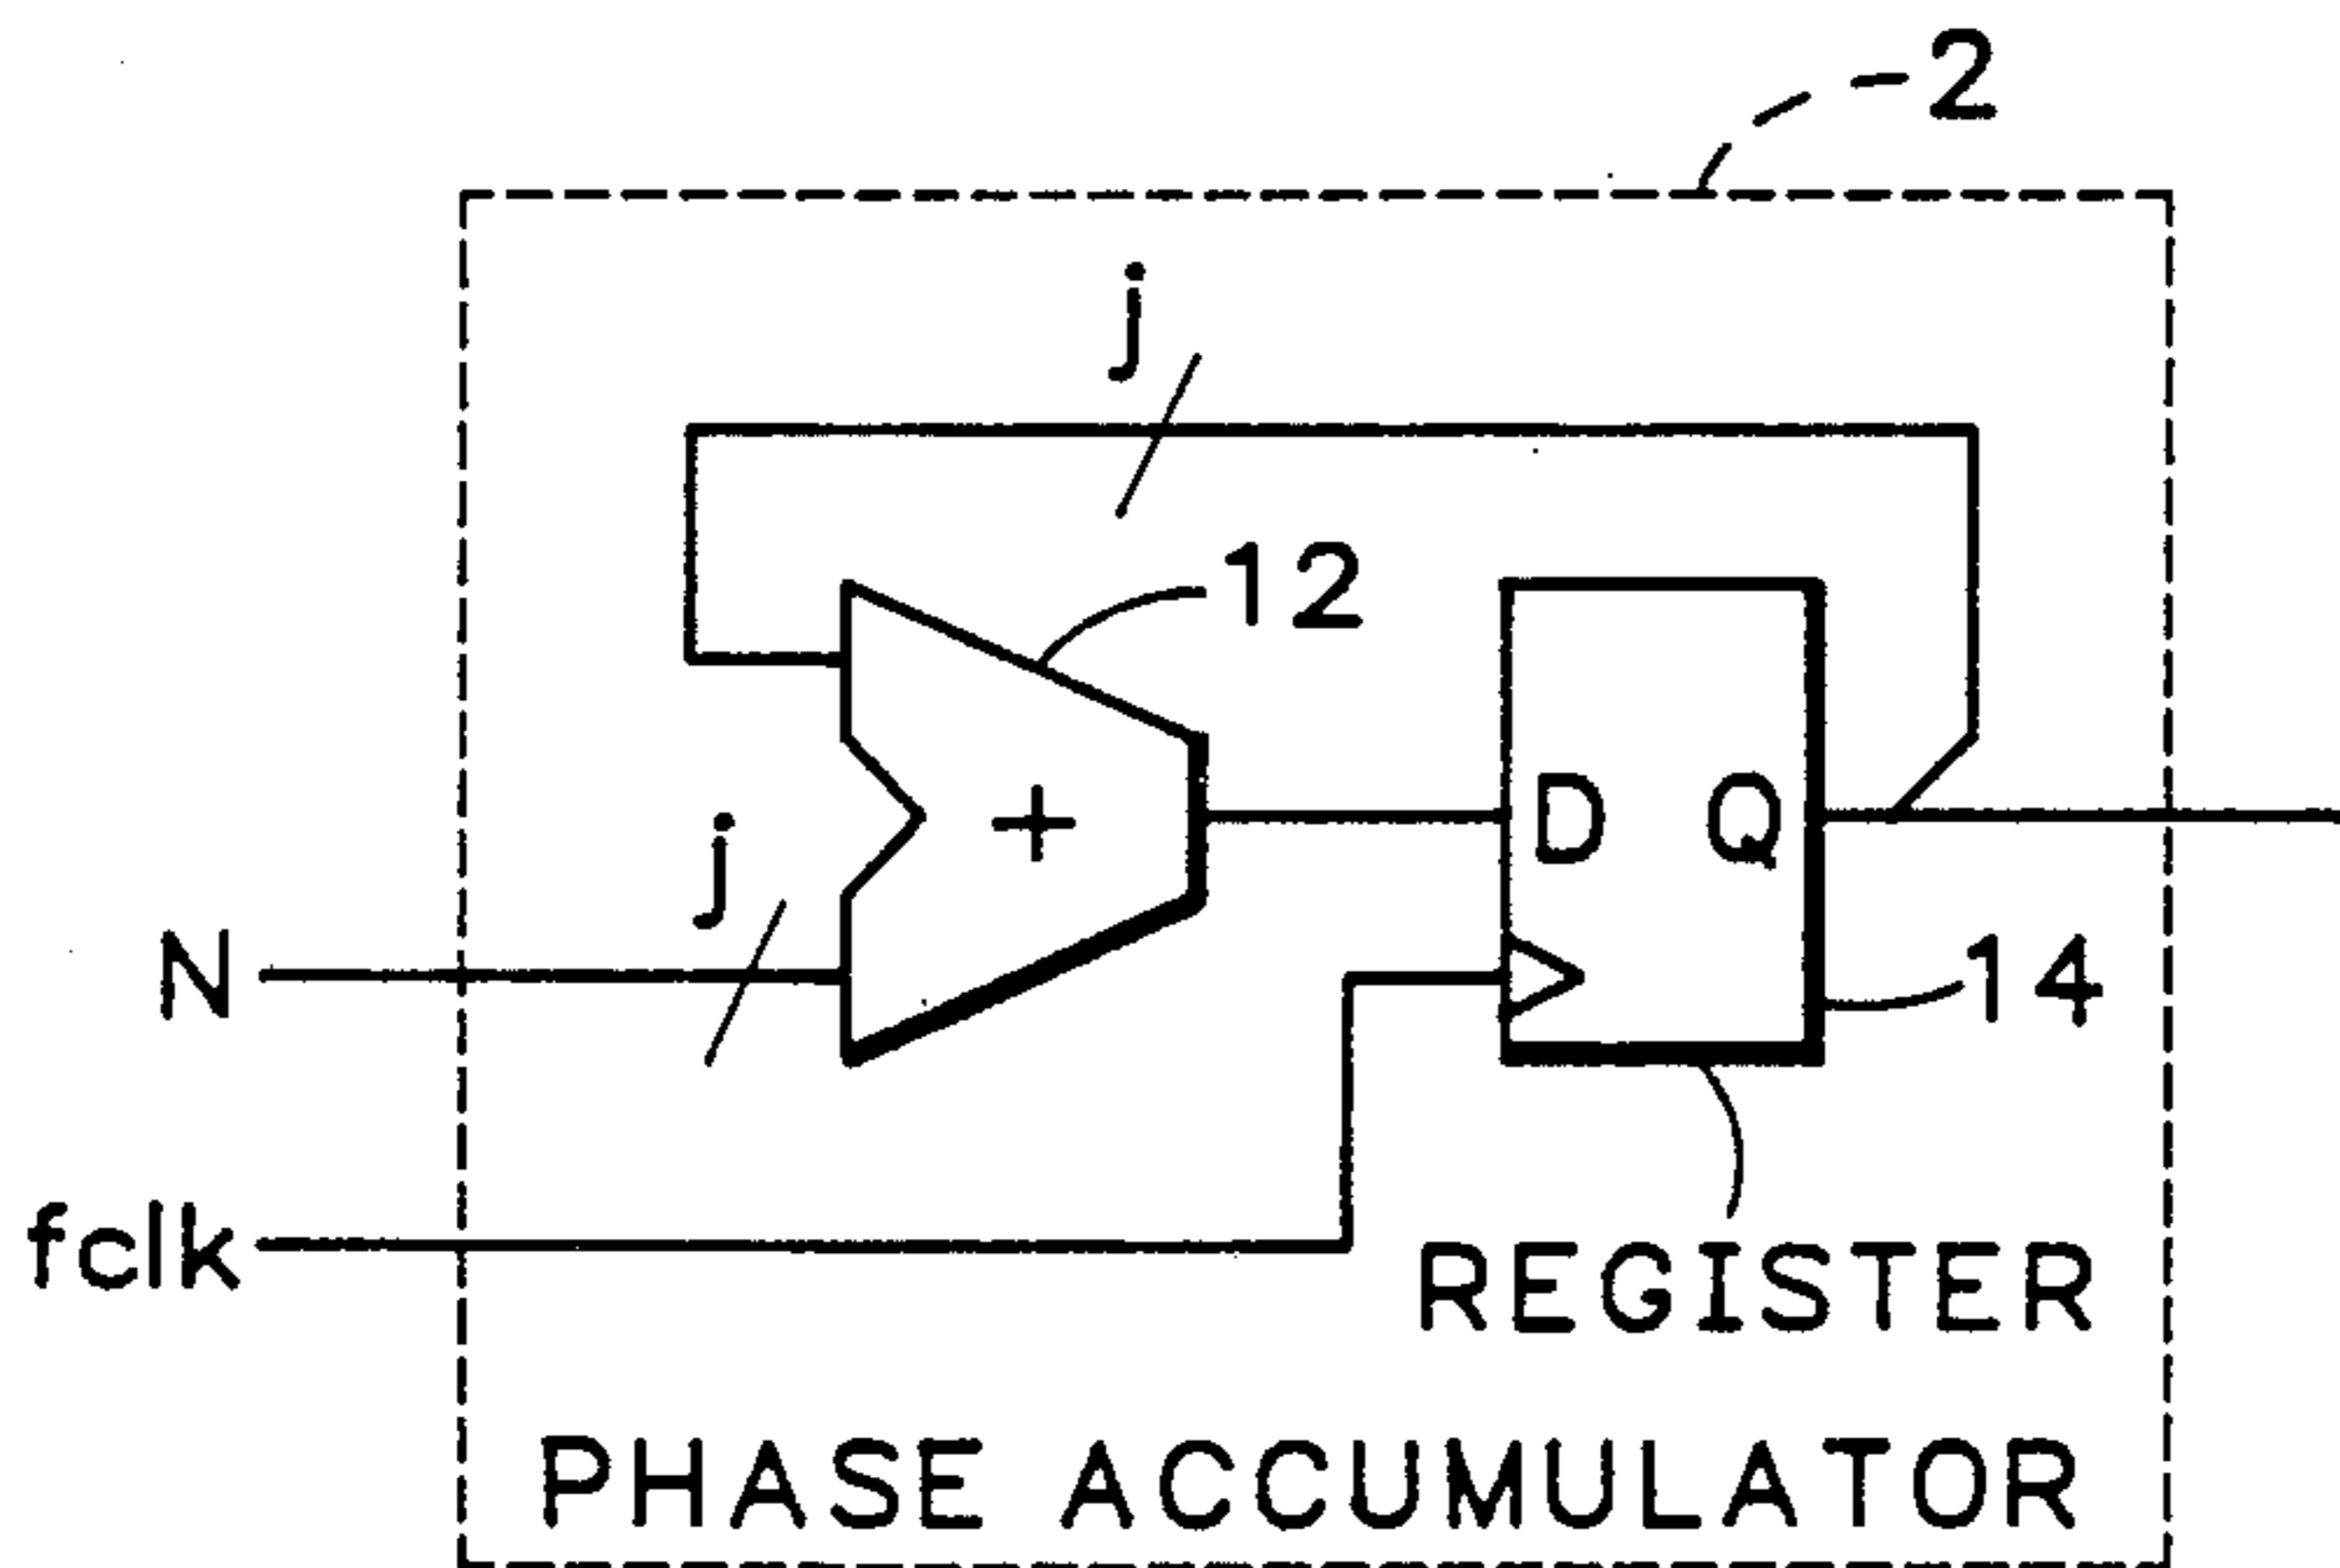 2
j
12
+
D Q
j
N
14
fclk
REGISTER
PHASE ACCUMULATOR